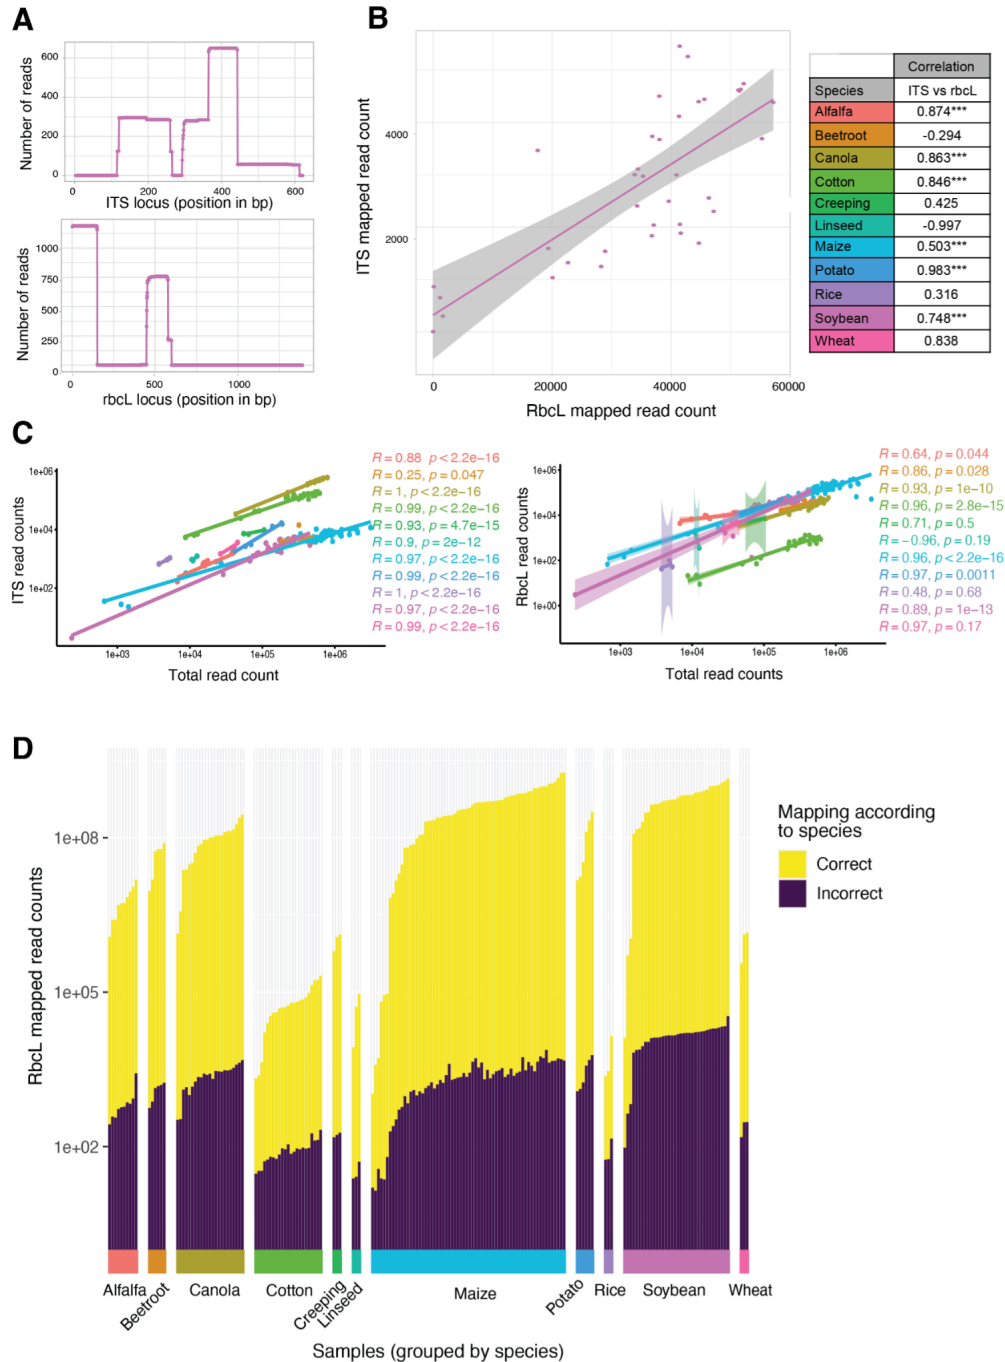 A
Number of reads
600
400
200
0
0
200
400
600
ITS locus (position in bp)
Number of reads
1000
750
500
250
0
0
500
1000
rbcL locus (position in bp)
B
ITS mapped read count
4000
2000
0
20000
40000
60000
RbcL mapped read count
Correlation
Species ITS vs rbcL
Alfalfa 0.874***
Beetroot -0.294
Canola 0.863***
Cotton 0.846***
Creeping 0.425
Linseed -0.997
Maize 0.503***
Potato 0.983***
Rice 0.316
Soybean 0.748***
Wheat 0.838
C
ITS read count
1e+06
1e+04
1e+02
1e+03
1e+04
1e+05
1e+06
Total read count
R = 0.88 p < 2.2e-16
R = 0.25, p = 0.047
R = 1, p < 2.2e-16
R = 0.99, p < 2.2e-16
R = 0.93, p = 4.7e-15
R = 0.9, p = 2e-12
R = 0.97, p < 2.2e-16
R = 0.99, p < 2.2e-16
R = 1, p < 2.2e-16
R = 0.97, p < 2.2e-16
R = 0.99, p < 2.2e-16
RbcL read count
1e+06
1e+04
1e+02
1e+00
1e+03
1e+04
1e+05
1e+06
Total read counts
R = 0.64, p = 0.044
R = 0.86, p = 0.028
R = 0.93, p = 1e-10
R = 0.96, p = 2.8e-15
R = 0.71, p = 0.5
R = -0.96, p = 0.19
R = 0.96, p < 2.2e-16
R = 0.97, p = 0.0011
R = 0.48, p = 0.68
R = 0.89, p = 1e-13
R = 0.97, p = 0.17
D
RbcL mapped read counts
1e+08
1e+05
1e+02
Mapping according
to species
Correct
Incorrect
Alfalfa
Beetroot
Canola
Cotton
Creeping
Linseed
Maize
Potato
Rice
Soybean
Wheat
Samples (grouped by species)